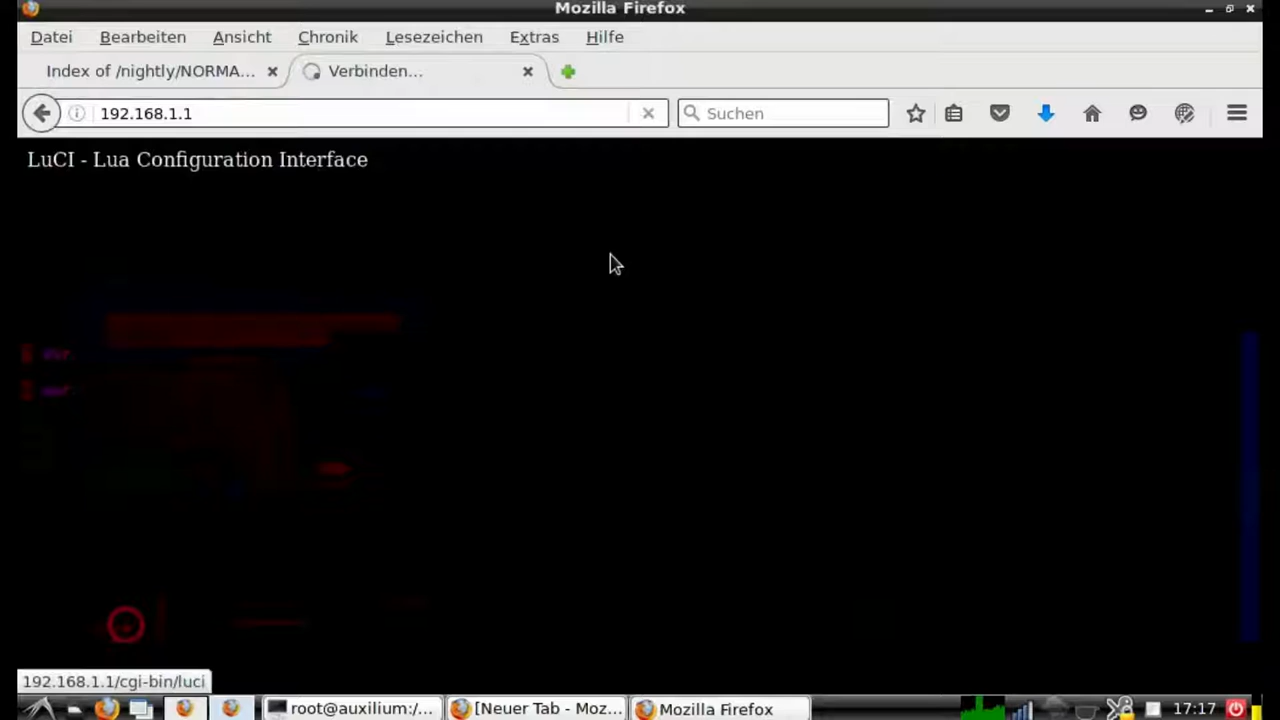 Mozilla Firefox
Datei Bearbeiten Ansicht Chronik Lesezeichen Extras Hilfe
Index of /nightly/NORMA... Verbinden...
192.168.1.1 Suchen
LuCI - Lua Configuration Interface
192.168.1.1/cgi-bin/luci
root@auxilium:/... [Neuer Tab - Moz... Mozilla Firefox 17:17